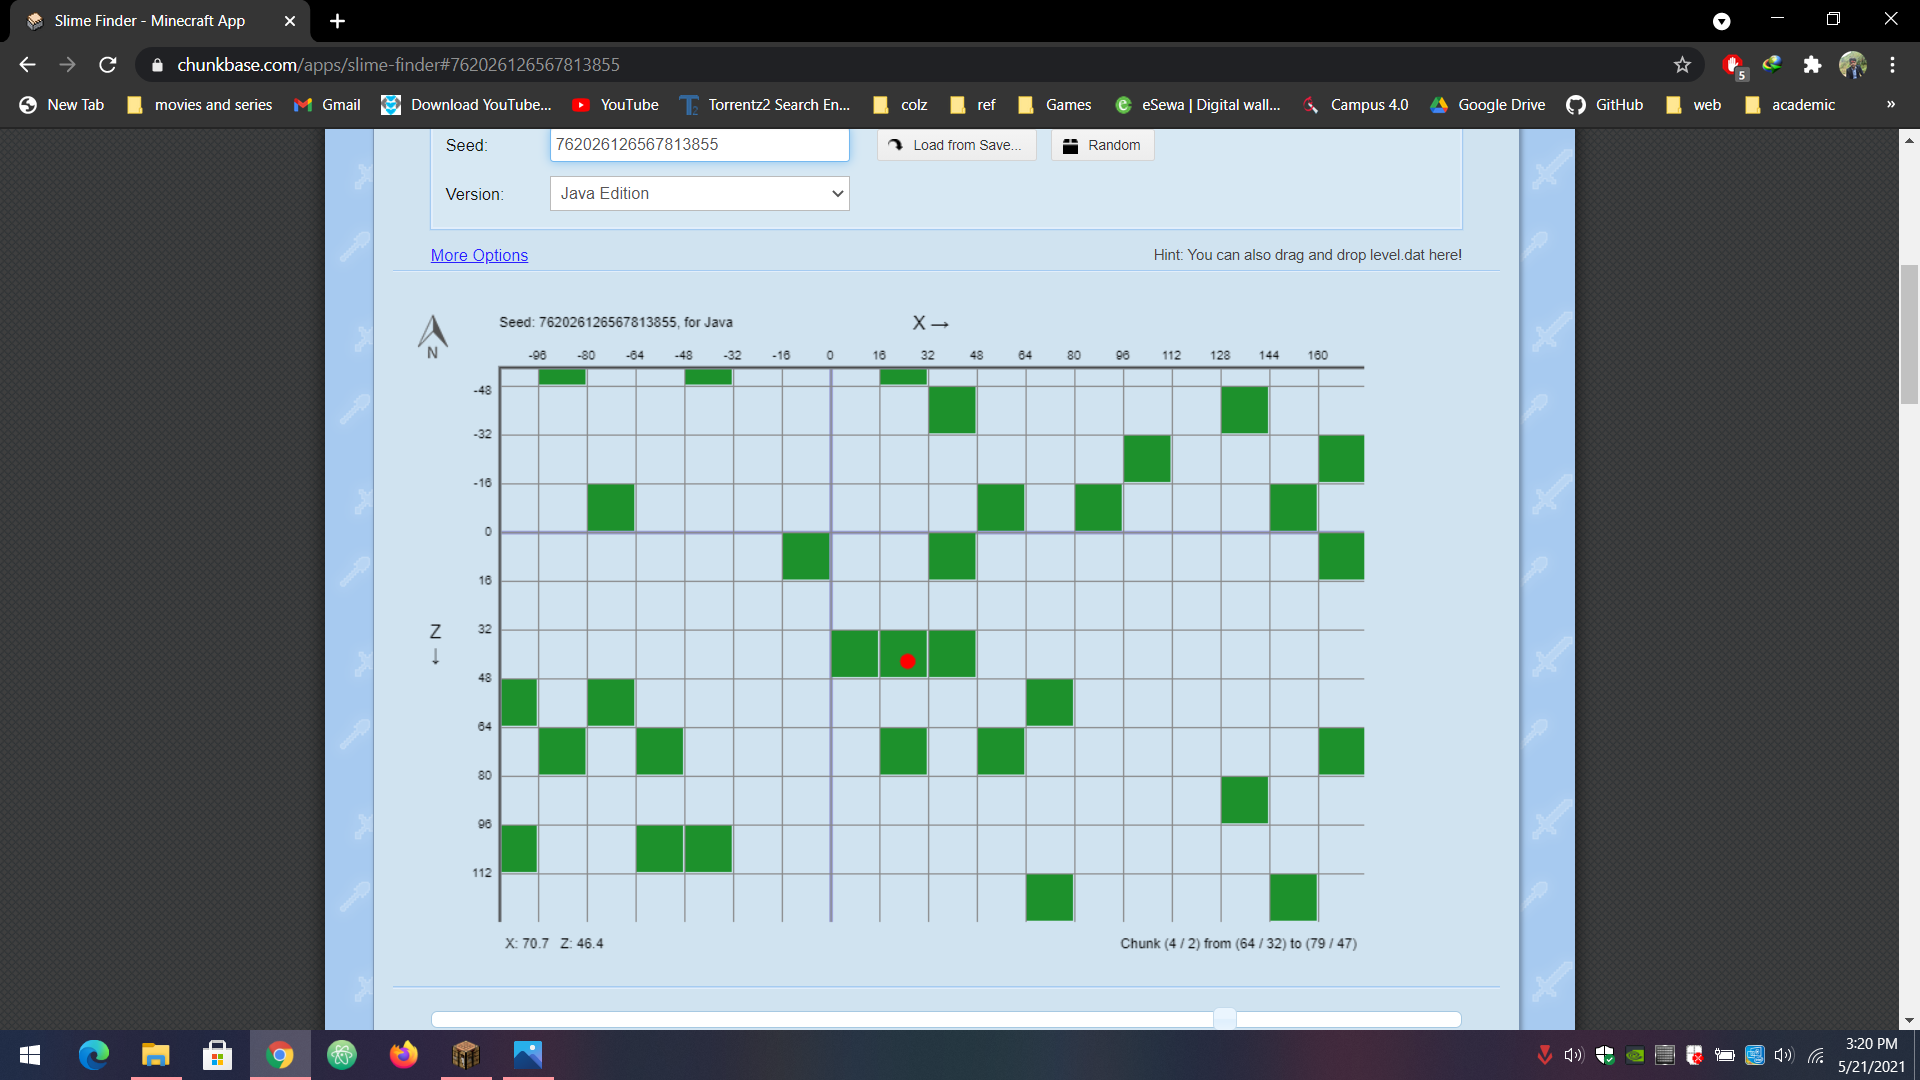 Slime Finder - Minecraft App
chunkbase.com/apps/slime-finder#762026126567813855
5
New Tab movies and series Gmail Download YouTube... YouTube Torrentz2 Search En... colz ref Games eSewa | Digital wall... Campus 4.0 Google Drive GitHub web academic »
Seed: 762026126567813855 Load from Save... Random
Version: Java Edition
More Options Hint: You can also drag and drop level.dat here!
N
Seed: 762026126567813855, for Java X →
-96 -80 -64 -48 -32 -16 0 16 32 48 64 80 96 112 128 144 160
-48
-32
-16
0
16
Z 32
↓
48
64
80
96
112
X: 70.7 Z: 46.4 Chunk (4 / 2) from (64 / 32) to (79 / 47)
3:20 PM
5/21/2021